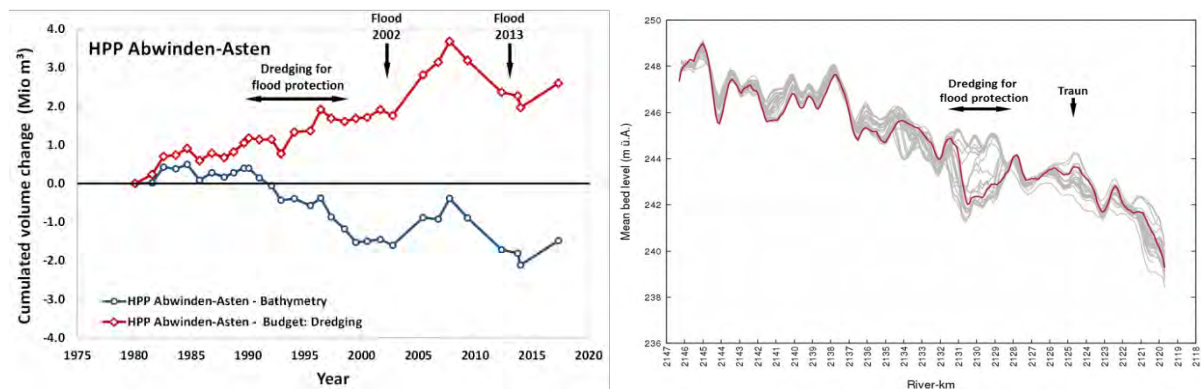 HPP Abwinden-Asten
Flood
2002
Flood
2013
Dredging for
flood protection
4.0
3.0
2.0
1.0
0.0
-1.0
-2.0
-3.0
-4.0
Cumulated volume change (Mio m³)
HPP Abwinden-Asten - Bathymetry
HPP Abwinden-Asten - Budget: Dredging
1975 1980 1985 1990 1995 2000 2005 2010 2015 2020
Year
250
248
246
244
242
240
238
236
Mean bed level (m ü.A.)
Dredging for
flood protection
Traun
2147 2146 2145 2144 2143 2142 2141 2139 2138 2137 2136 2135 2134 2133 2132 2131 2130 2129 2128 2127 2126 2125 2124 2123 2122 2121 2120 2119 2118
River-km